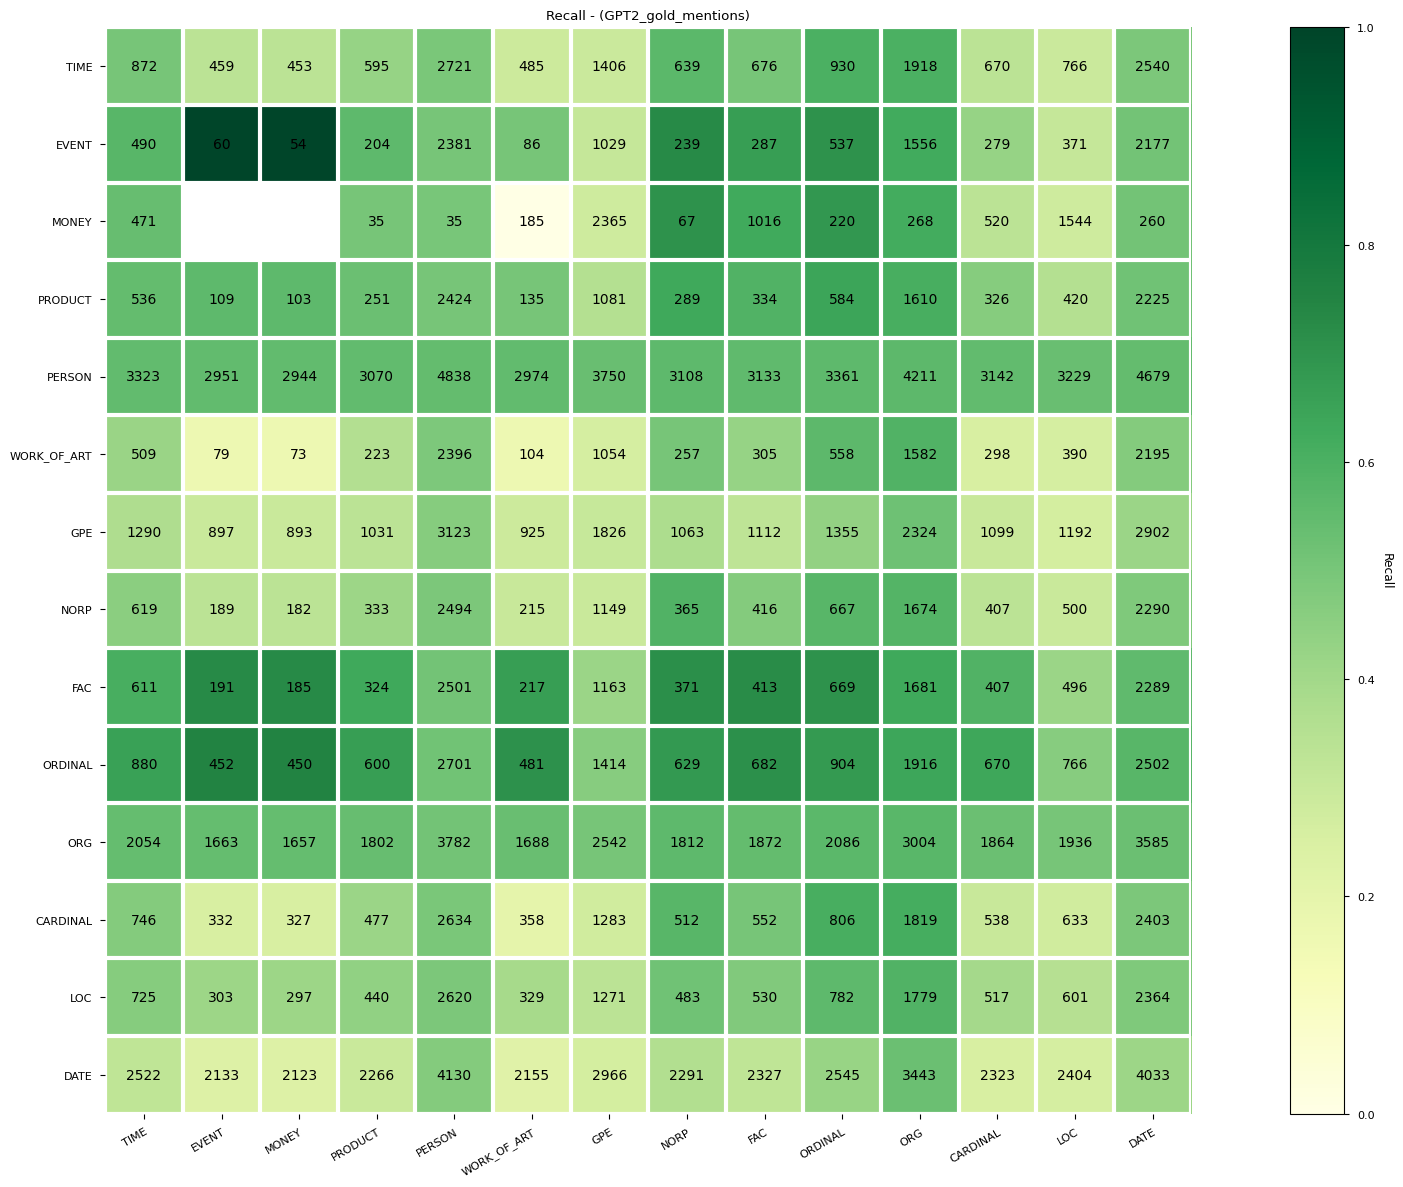 Recall - (GPT2_gold_mentions)
TIME 872 459 453 595 2721 485 1406 639 676 930 1918 670 766 2540
EVENT 490 60 54 204 2381 86 1029 239 287 537 1556 279 371 2177
MONEY 471 35 35 185 2365 67 1016 220 268 520 1544 260
PRODUCT 536 109 103 251 2424 135 1081 289 334 584 1610 326 420 2225
PERSON 3323 2951 2944 3070 4838 2974 3750 3108 3133 3361 4211 3142 3229 4679
WORK_OF_ART 509 79 73 223 2396 104 1054 257 305 558 1582 298 390 2195
GPE 1290 897 893 1031 3123 925 1826 1063 1112 1355 2324 1099 1192 2902
NORP 619 189 182 333 2494 215 1149 365 416 667 1674 407 500 2290
FAC 611 191 185 324 2501 217 1163 371 413 669 1681 407 496 2289
ORDINAL 880 452 450 600 2701 481 1414 629 682 904 1916 670 766 2502
ORG 2054 1663 1657 1802 3782 1688 2542 1812 1872 2086 3004 1864 1936 3585
CARDINAL 746 332 327 477 2634 358 1283 512 552 806 1819 538 633 2403
LOC 725 303 297 440 2620 329 1271 483 530 782 1779 517 601 2364
DATE 2522 2133 2123 2266 4130 2155 2966 2291 2327 2545 3443 2323 2404 4033
TIME EVENT MONEY PRODUCT PERSON WORK_OF_ART GPE NORP FAC ORDINAL ORG CARDINAL LOC DATE
1.0
0.8
0.6
0.4
0.2
0.0
Recall